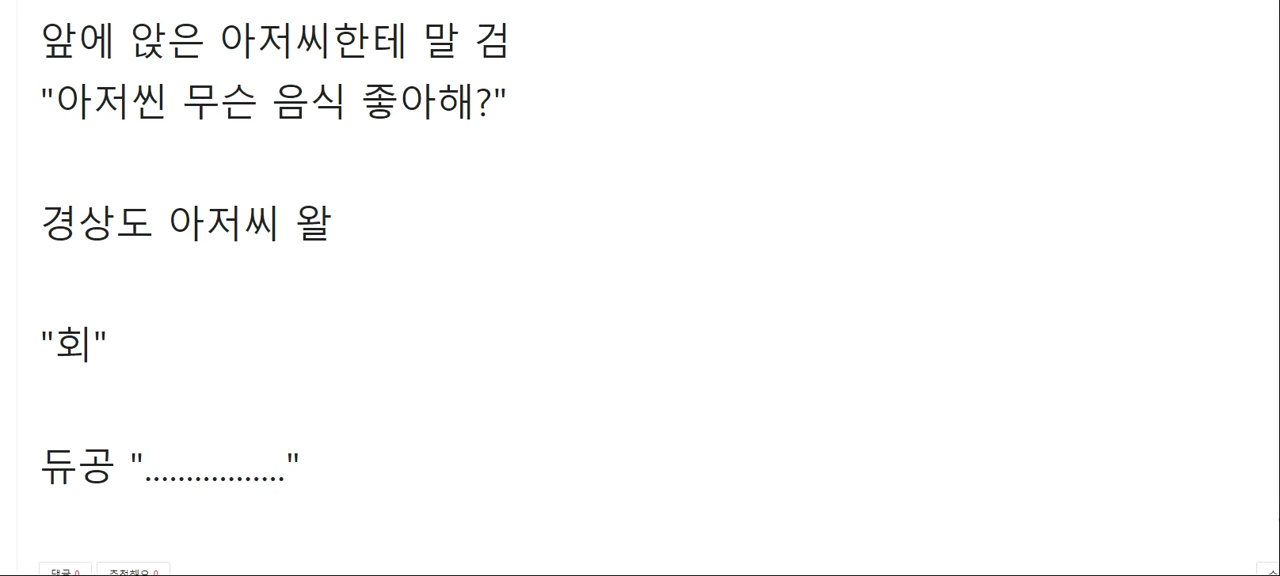 앞에 앉은 아저씨한테 말 검
"아저씬 무슨 음식 좋아해?"
경상도 아저씨 왈
"회"
듀공 "................."